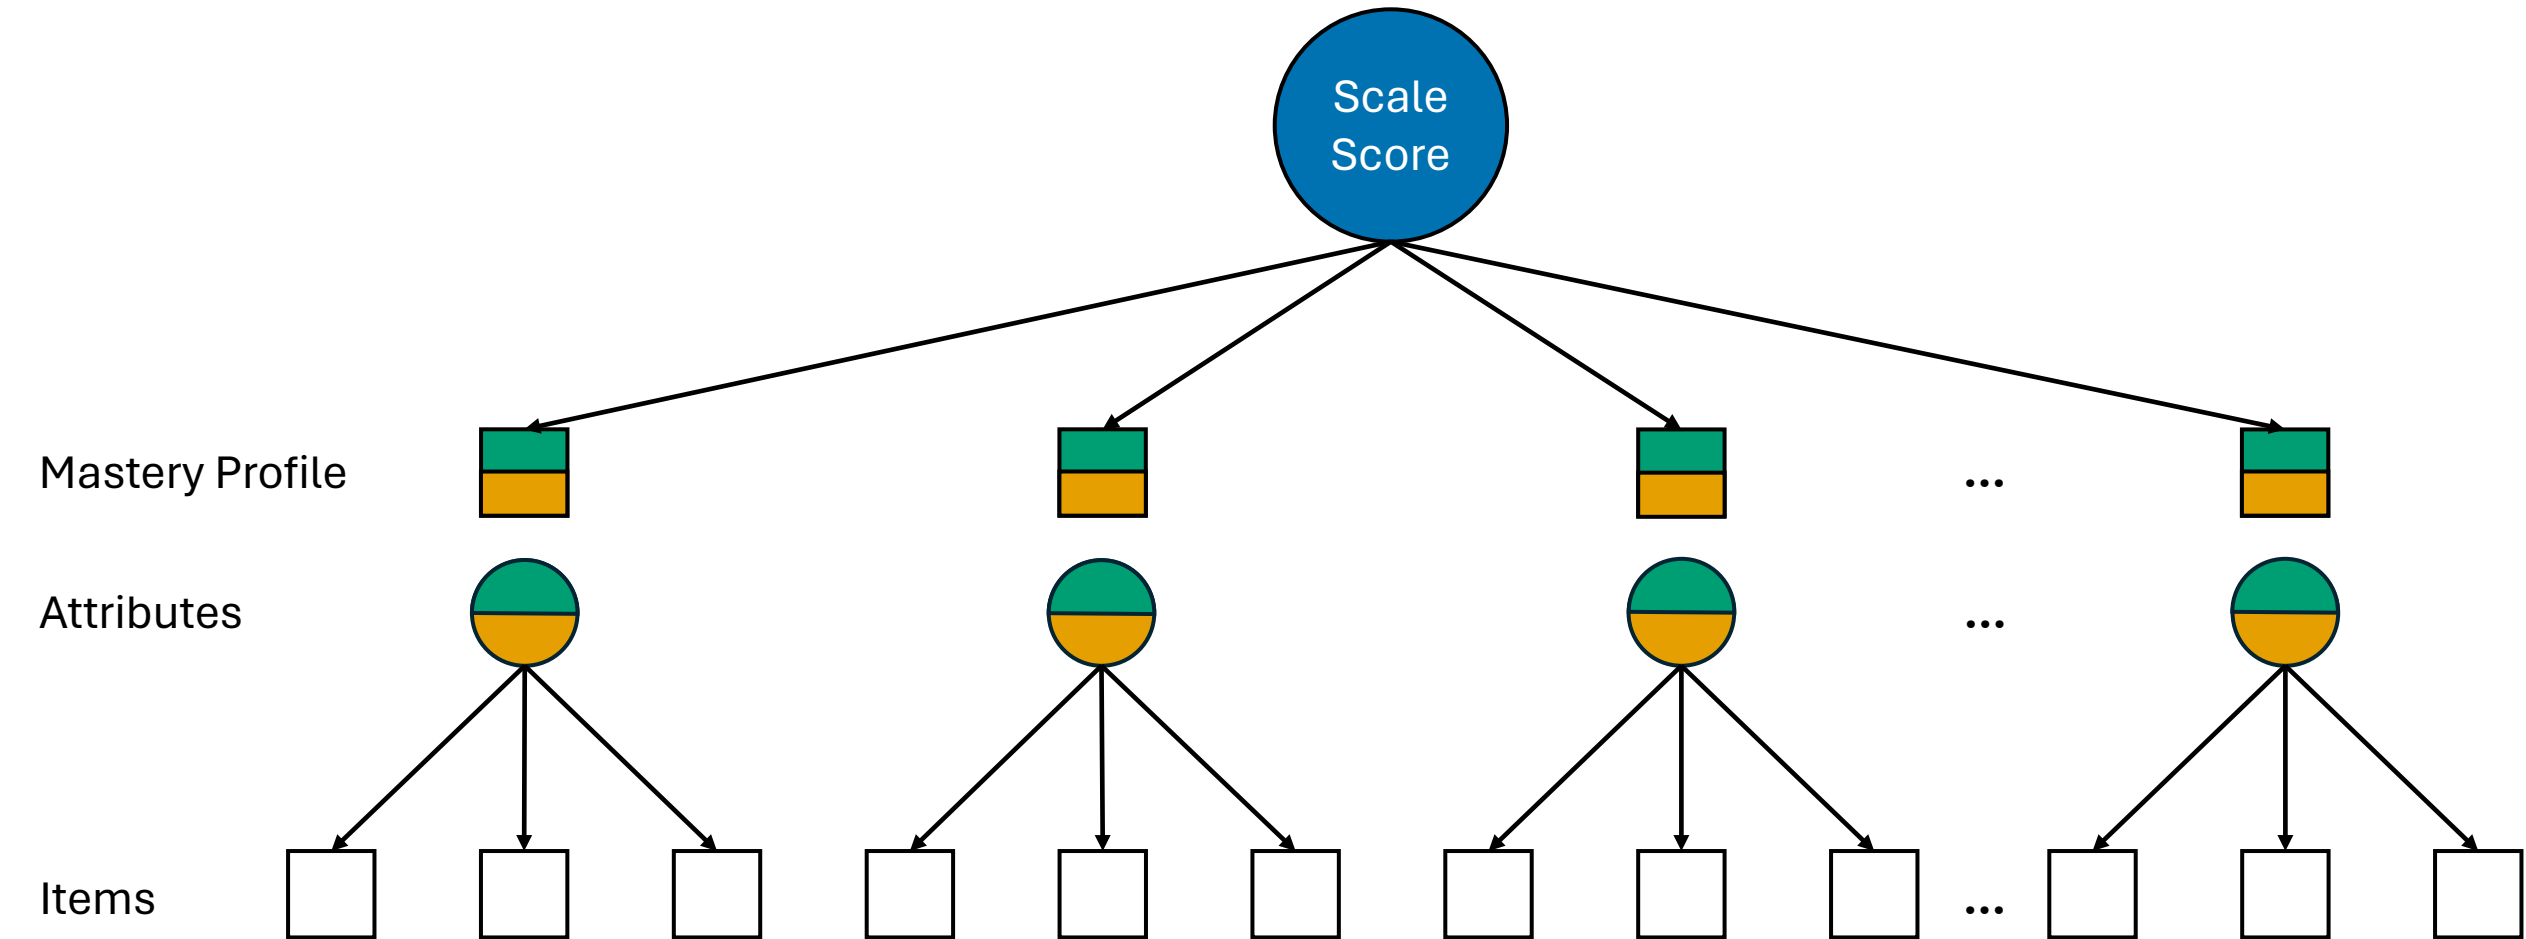 Scale
Score
Mastery Profile
...
Attributes
...
Items
...